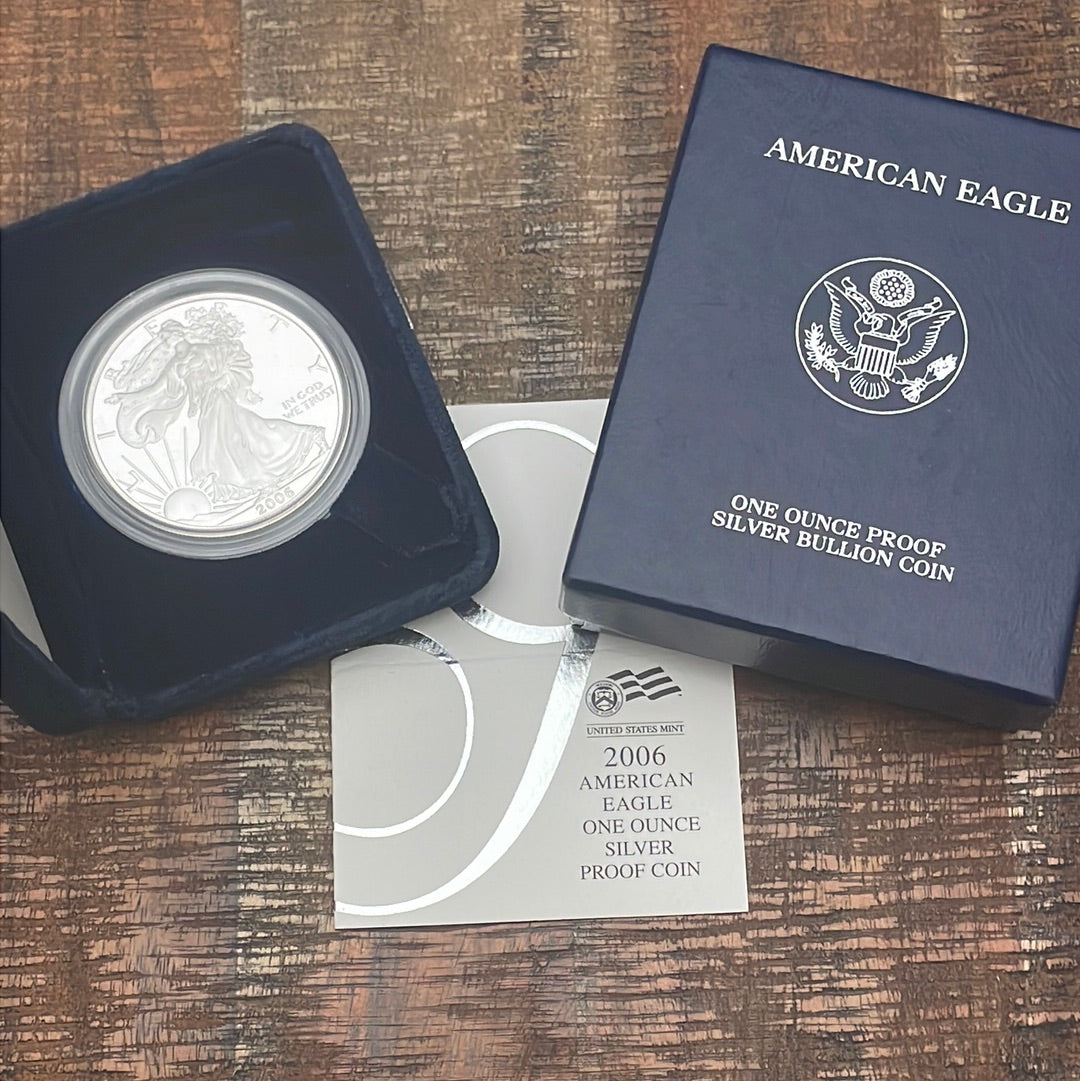 LIBERTY
IN GOD
WE TRUST
2006
AMERICAN EAGLE
ONE OUNCE PROOF
SILVER BULLION COIN
UNITED STATES MINT
2006
AMERICAN
EAGLE
ONE OUNCE
SILVER
PROOF COIN